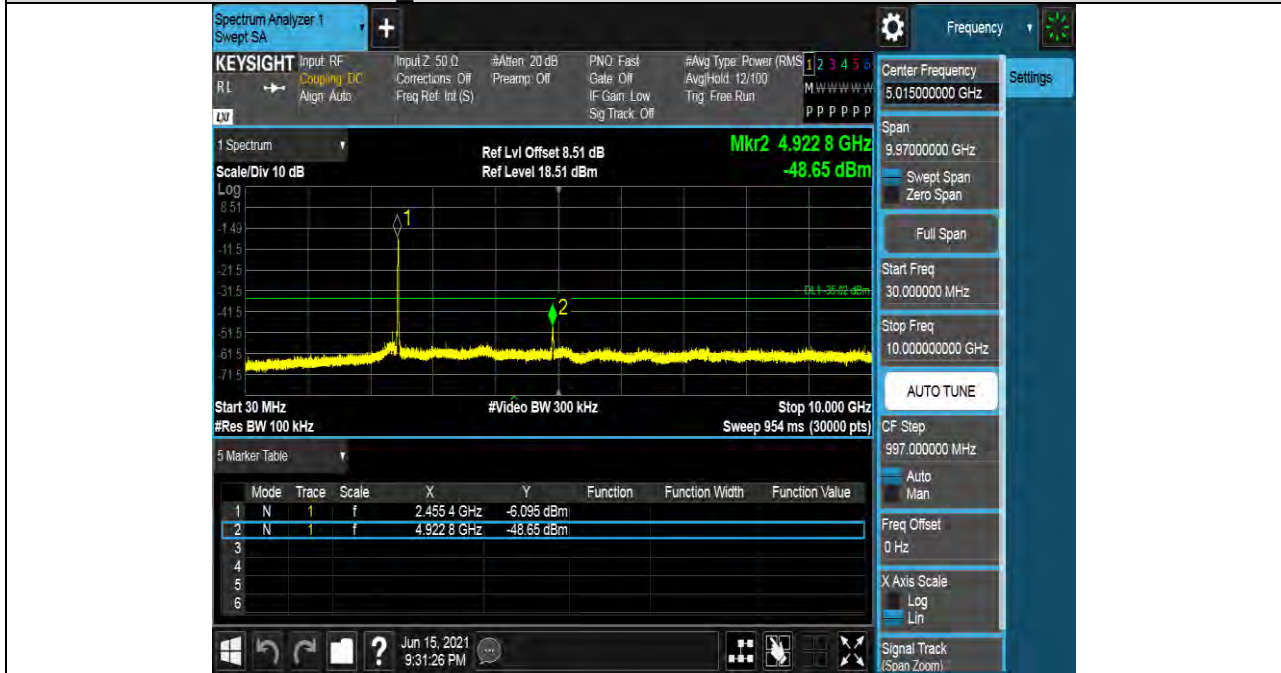 Spectrum Analyzer 1
Swept SA
+
Frequency
KEYSIGHT
RL
LXI
Input: RF
Coupling: DC
Align: Auto
Input Z: 50 Ω
Corrections: Off
Freq Ref: Int (S)
#Atten: 20 dB
Preamp: Off
PNO: Fast
Gate: Off
IF Gain: Low
Sig Track: Off
#Avg Type: Power (RMS
Avg|Hold: 12/100
Trig: Free Run
1 2 3 4 5 6
M W W W W W
P P P P P P
Center Frequency
5.015000000 GHz
Settings
Span
9.97000000 GHz
Swept Span
Zero Span
Full Span
Start Freq
30.000000 MHz
Stop Freq
10.000000000 GHz
AUTO TUNE
CF Step
997.000000 MHz
Auto
Man
Freq Offset
0 Hz
X Axis Scale
Log
Lin
Signal Track
(Span Zoom)
1 Spectrum
Scale/Div 10 dB
Ref Lvl Offset 8.51 dB
Ref Level 18.51 dBm
Mkr2 4.922 8 GHz
-48.65 dBm
Log
8.51
-1.49
-11.5
-21.5
-31.5
-41.5
-51.5
-61.5
-71.5
1
2
DL1 -35.02 dBm
Start 30 MHz
#Video BW 300 kHz
Stop 10.000 GHz
#Res BW 100 kHz
Sweep 954 ms (30000 pts)
5 Marker Table
Mode Trace Scale X Y Function Function Width Function Value
1 N 1 f 2.455 4 GHz -6.095 dBm
2 N 1 f 4.922 8 GHz -48.65 dBm
3
4
5
6
?
Jun 15, 2021
9:31:26 PM